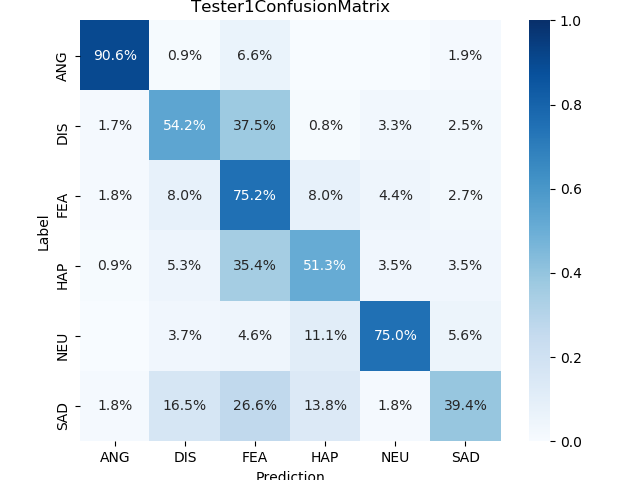 Tester1ConfusionMatrix
ANG 90.6% 0.9% 6.6% 1.9%
DIS 1.7% 54.2% 37.5% 0.8% 3.3% 2.5%
FEA 1.8% 8.0% 75.2% 8.0% 4.4% 2.7%
HAP 0.9% 5.3% 35.4% 51.3% 3.5% 3.5%
NEU 3.7% 4.6% 11.1% 75.0% 5.6%
SAD 1.8% 16.5% 26.6% 13.8% 1.8% 39.4%
Label
ANG DIS FEA HAP NEU SAD
Prediction
1.0
0.8
0.6
0.4
0.2
0.0